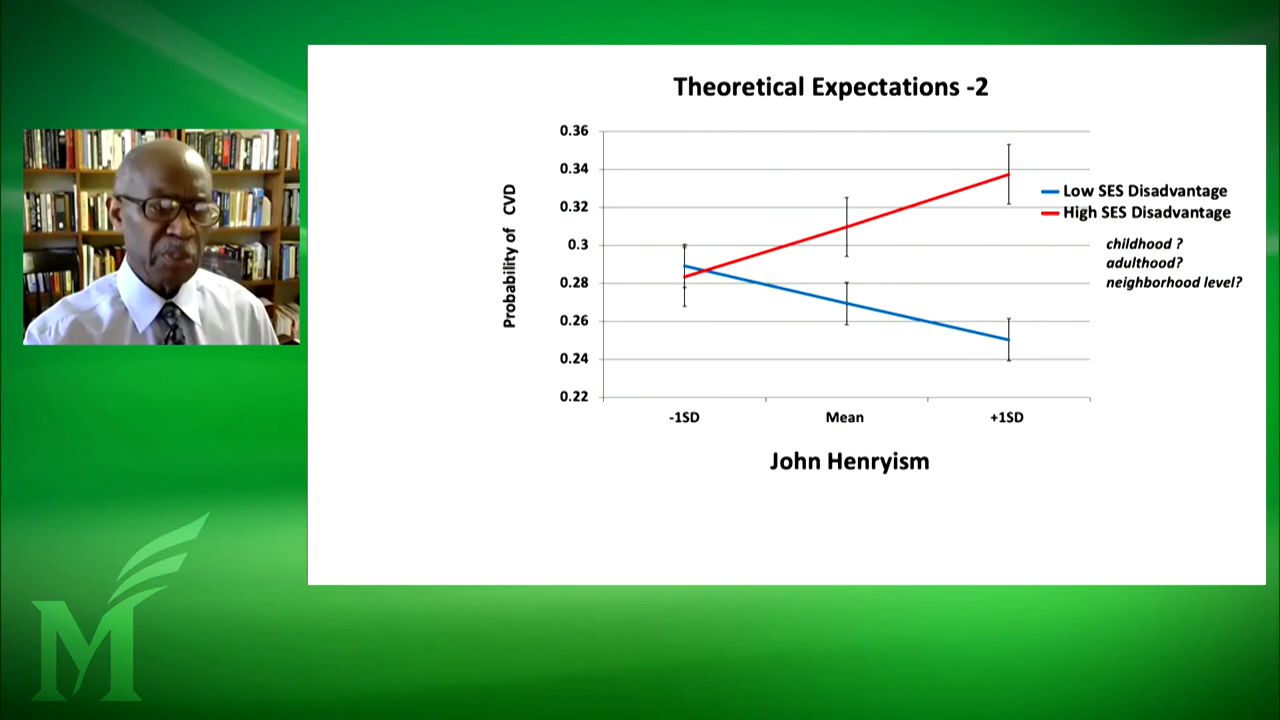 Theoretical Expectations -2
0.36
0.34
0.32
0.3
0.28
0.26
0.24
0.22
Probability of CVD
-1SD
Mean
+1SD
John Henryism
Low SES Disadvantage
High SES Disadvantage
childhood ?
adulthood?
neighborhood level?
M